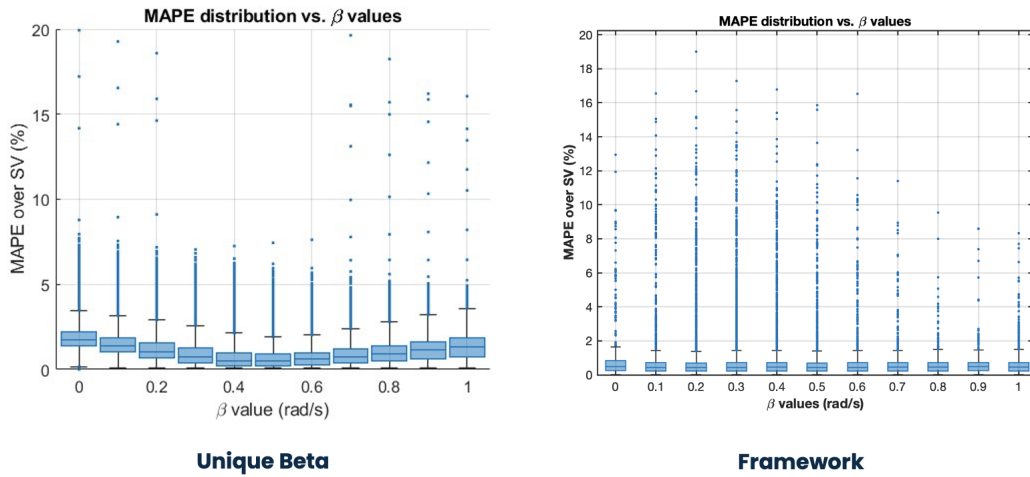 MAPE distribution vs. β values
20
15
10
5
0
MAPE over SV (%)
0 0.2 0.4 0.6 0.8 1
β value (rad/s)
Unique Beta
MAPE distribution vs. β values
20
18
16
14
12
10
8
6
4
2
0
MAPE over SV (%)
0 0.1 0.2 0.3 0.4 0.5 0.6 0.7 0.8 0.9 1
β values (rad/s)
Framework